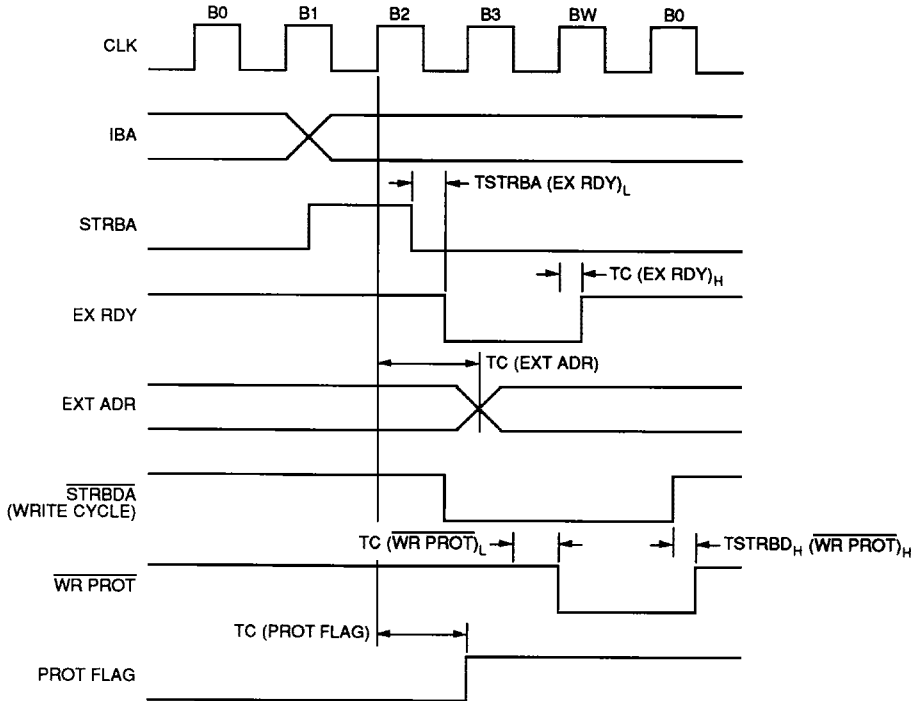 B0 B1 B2 B3 BW B0
CLK
IBA
TSTRBA (EX RDY)L
STRBA
TC (EX RDY)H
EX RDY
TC (EXT ADR)
EXT ADR
STRBDA
(WRITE CYCLE)
TC (WR PROT)L TSTRBDH (WR PROT)H
WR PROT
TC (PROT FLAG)
PROT FLAG